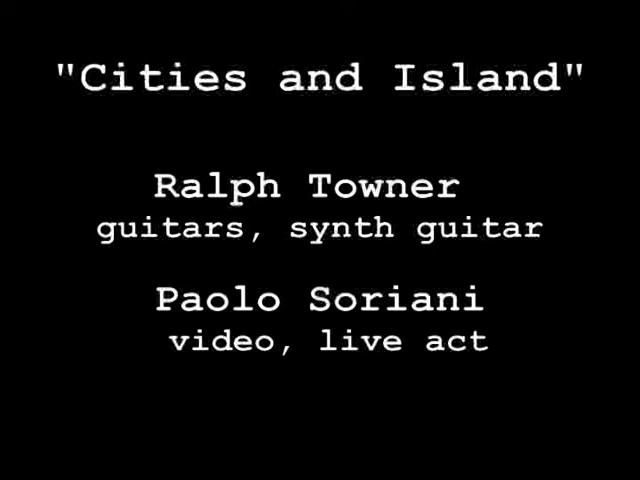 "Cities and Island"
Ralph Towner
guitars, synth guitar
Paolo Soriani
video, live act